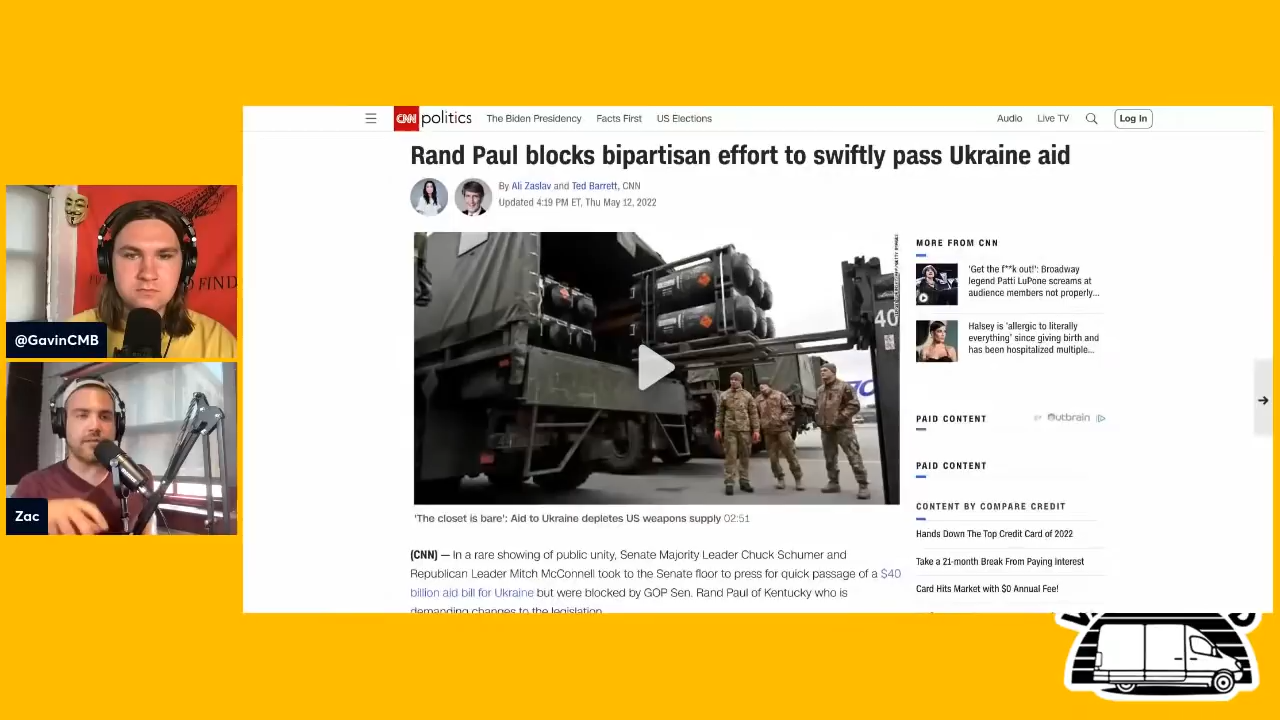 CNN politics The Biden Presidency Facts First US Elections Audio Live TV Log In
Rand Paul blocks bipartisan effort to swiftly pass Ukraine aid
By Ali Zaslav and Ted Barrett, CNN
Updated 4:19 PM ET, Thu May 12, 2022
MORE FROM CNN
'Get the f**k out!': Broadway
legend Patti LuPone screams at
audience members not properly...
Halsey is 'allergic to literally
everything' since giving birth and
has been hospitalized multiple...
PAID CONTENT
Outbrain
PAID CONTENT
CONTENT BY COMPARE CREDIT
Hands Down The Top Credit Card of 2022
Take a 21-month Break From Paying Interest
Card Hits Market with $0 Annual Fee!
40
'The closet is bare': Aid to Ukraine depletes US weapons supply 02:51
(CNN) — In a rare showing of public unity, Senate Majority Leader Chuck Schumer and
Republican Leader Mitch McConnell took to the Senate floor to press for quick passage of a $40
billion aid bill for Ukraine but were blocked by GOP Sen. Rand Paul of Kentucky who is
demanding changes to the legislation.
FIND
@GavinCMB
Zac